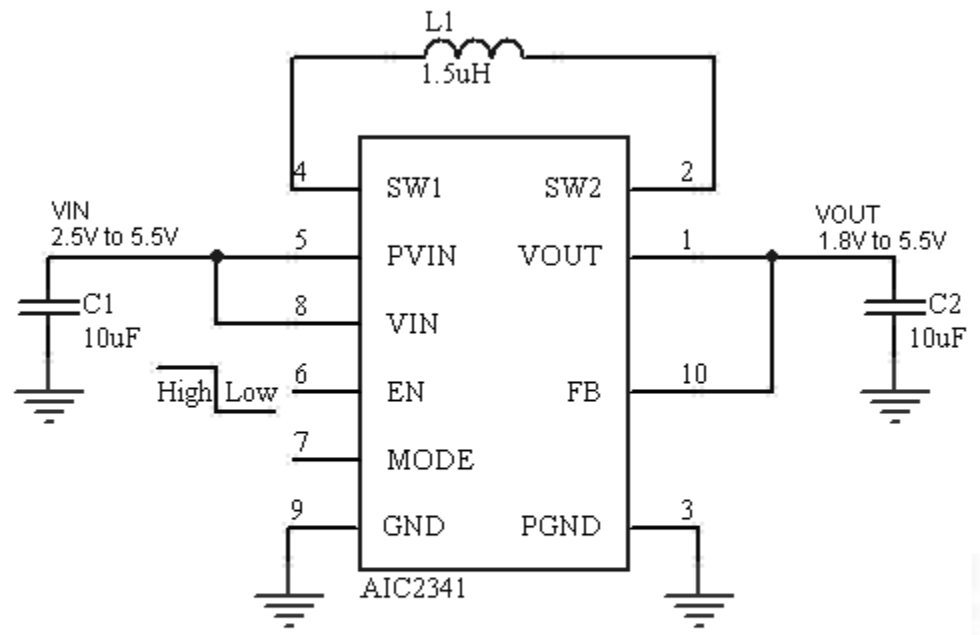 L1
1.5uH
4
SW1
SW2
2
VIN
2.5V to 5.5V
5
PVIN
VOUT
1
VOUT
1.8V to 5.5V
C1
10uF
8
VIN
C2
10uF
High Low
6
EN
FB
10
7
MODE
9
GND
PGND
3
AIC2341